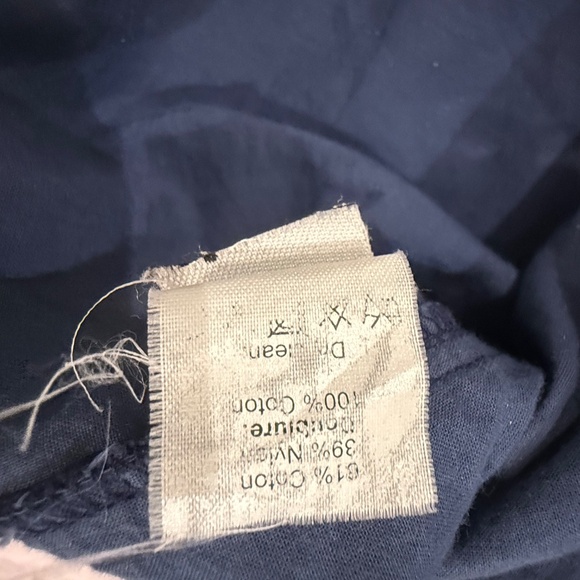 61% Coton
39% Nylon
Doublure.
100% Coton
Dry Clean